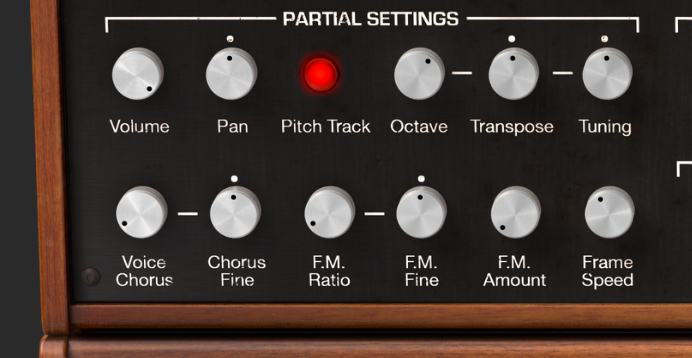 PARTIAL SETTINGS
Volume Pan Pitch Track Octave Transpose Tuning
Voice Chorus F.M. F.M. F.M. Frame
Chorus Fine Ratio Fine Amount Speed